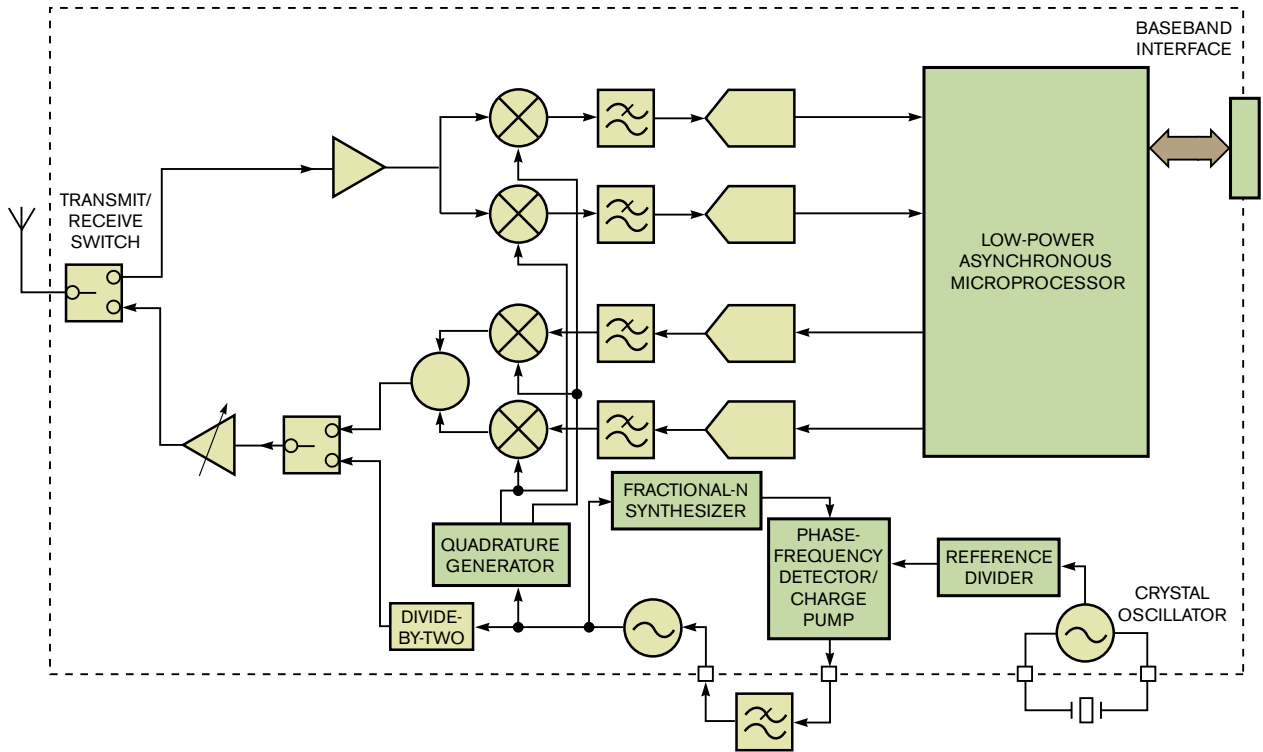 BASEBAND
INTERFACE
TRANSMIT/
RECEIVE
SWITCH
LOW-POWER
ASYNCHRONOUS
MICROPROCESSOR
FRACTIONAL-N
SYNTHESIZER
QUADRATURE
GENERATOR
PHASE-
FREQUENCY
DETECTOR/
CHARGE
PUMP
REFERENCE
DIVIDER
CRYSTAL
OSCILLATOR
DIVIDE-
BY-TWO